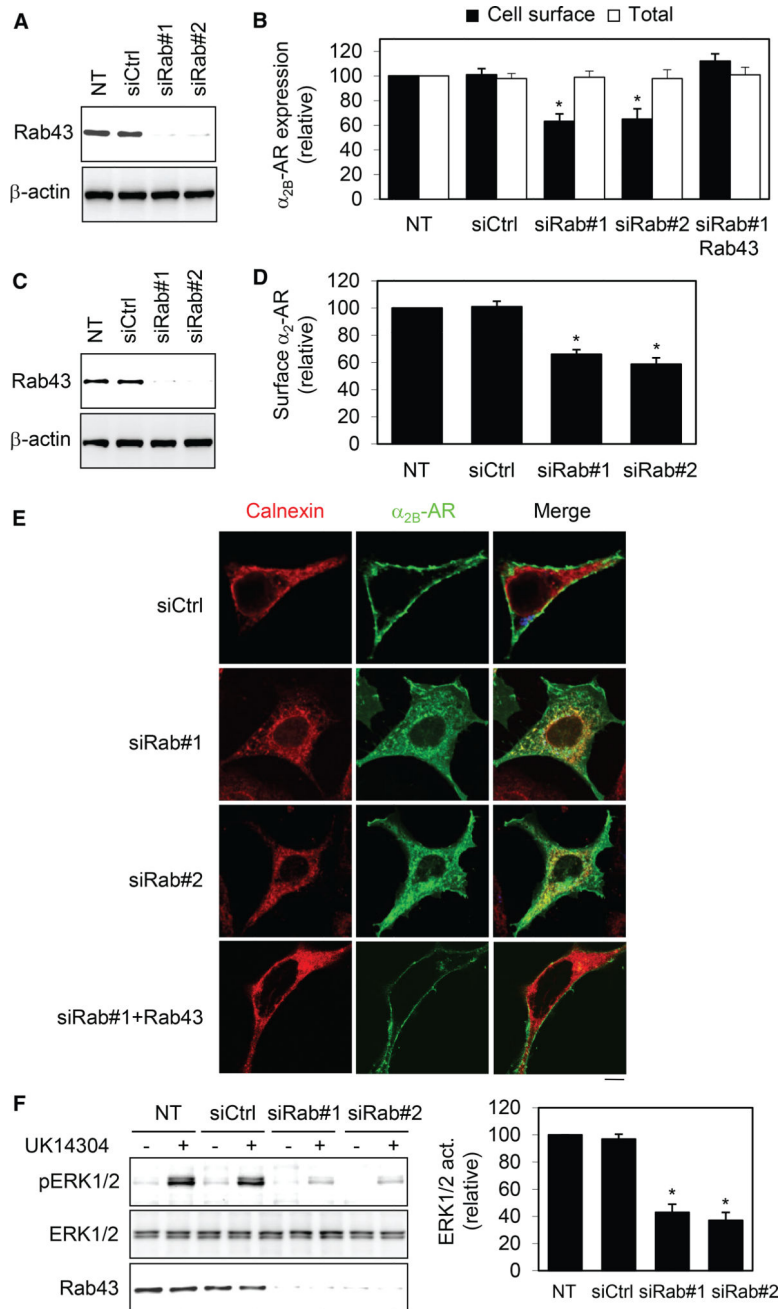 A
NT
siCtrl
siRab#1
siRab#2
Rab43
β-actin
B
Cell surface
Total
α2B-AR expression
(relative)
120
100
80
60
40
20
0
*
*
NT
siCtrl
siRab#1
siRab#2
siRab#1
Rab43
C
NT
siCtrl
siRab#1
siRab#2
Rab43
β-actin
D
Surface α2-AR
(relative)
120
100
80
60
40
20
0
*
*
NT
siCtrl
siRab#1
siRab#2
E
Calnexin
α2B-AR
Merge
siCtrl
siRab#1
siRab#2
siRab#1+Rab43
F
NT
siCtrl
siRab#1
siRab#2
UK14304
- + - + - + - +
pERK1/2
ERK1/2
Rab43
ERK1/2 act.
(relative)
120
100
80
60
40
20
0
*
*
NT
siCtrl
siRab#1
siRab#2